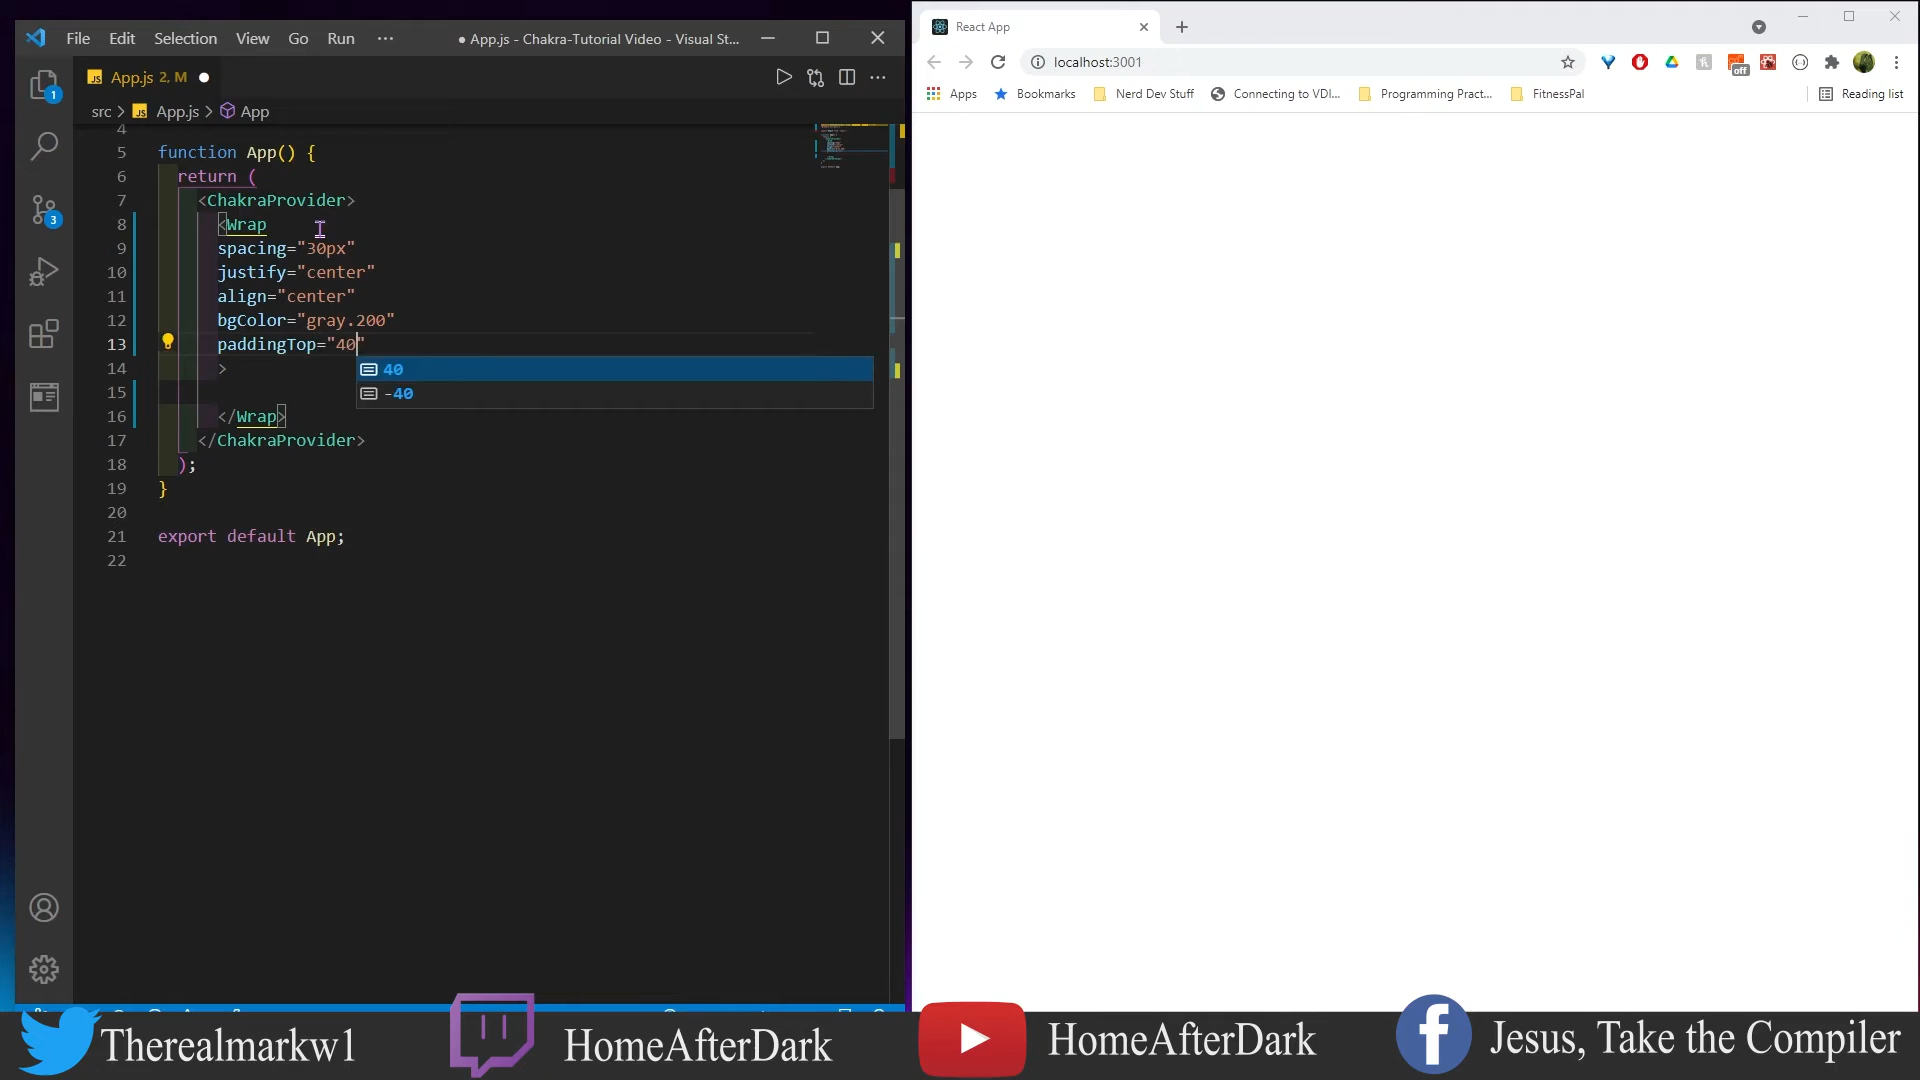 File Edit Selection View Go Run ··· ● App.js - Chakra-Tutorial Video - Visual St...
App.js 2, M
src > App.js > App
4
5 function App() {
6 return (
7 <ChakraProvider>
8 <Wrap
9 spacing="30px"
10 justify="center"
11 align="center"
12 bgColor="gray.200"
13 paddingTop="40"
14 >
15
16 </Wrap>
17 </ChakraProvider>
18 );
19 }
20
21 export default App;
22
40
-40
1
3
React App
localhost:3001
off
Apps Bookmarks Nerd Dev Stuff Connecting to VDI... Programming Pract... FitnessPal Reading list
Therealmarkw1 HomeAfterDark HomeAfterDark Jesus, Take the Compiler